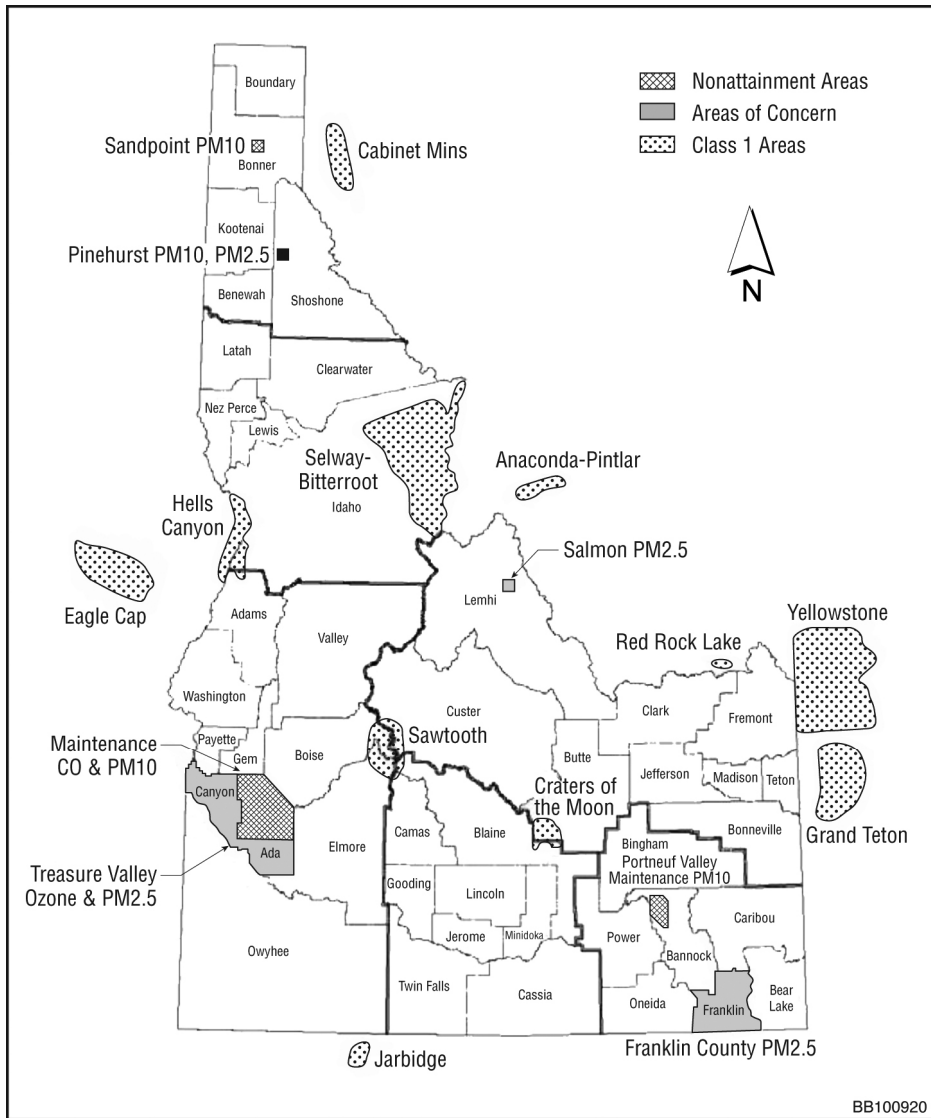 Boundary
Nonattainment Areas
Areas of Concern
Class 1 Areas
Sandpoint PM10
Bonner
Cabinet Mins
Kootenai
Pinehurst PM10, PM2.5
N
Benewah
Shoshone
Latah
Clearwater
Nez Perce
Lewis
Selway-
Bitterroot
Idaho
Anaconda-Pintlar
Hells
Canyon
Salmon PM2.5
Eagle Cap
Lemhi
Adams
Valley
Yellowstone
Red Rock Lake
Washington
Custer
Clark
Fremont
Payette
Gem
Maintenance
CO & PM10
Boise
Sawtooth
Butte
Jefferson
Madison
Teton
Canyon
Craters of
the Moon
Grand Teton
Ada
Elmore
Camas
Blaine
Bonneville
Bingham
Portneuf Valley
Maintenance PM10
Treasure Valley
Ozone & PM2.5
Gooding
Lincoln
Caribou
Owyhee
Jerome
Minidoka
Power
Bannock
Twin Falls
Cassia
Oneida
Franklin
Bear
Lake
Jarbidge
Franklin County PM2.5
BB100920